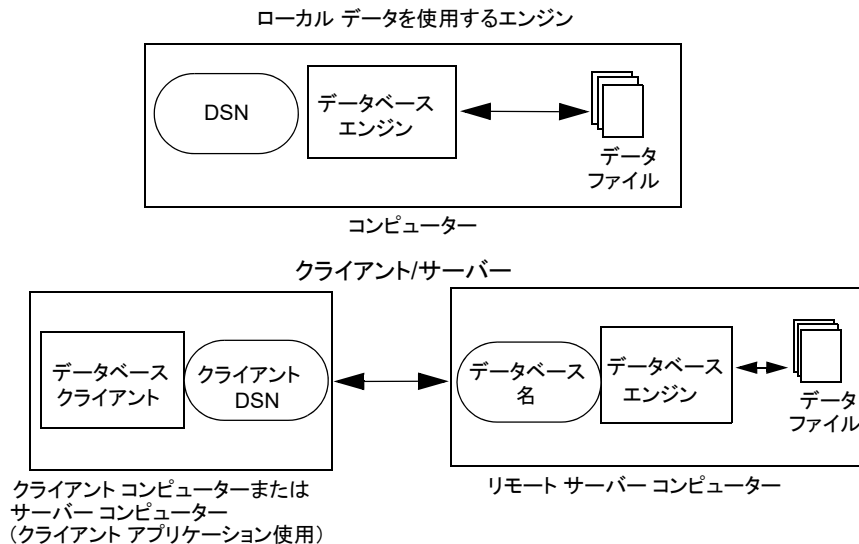 ローカル データを使用するエンジン
DSN
データベース
エンジン
データ
ファイル
コンピューター
クライアント/サーバー
データベース
クライアント
クライアント
DSN
データベース
名
データベース
エンジン
データ
ファイル
クライアント コンピューターまたは
サーバー コンピューター
(クライアント アプリケーション使用)
リモート サーバー コンピューター